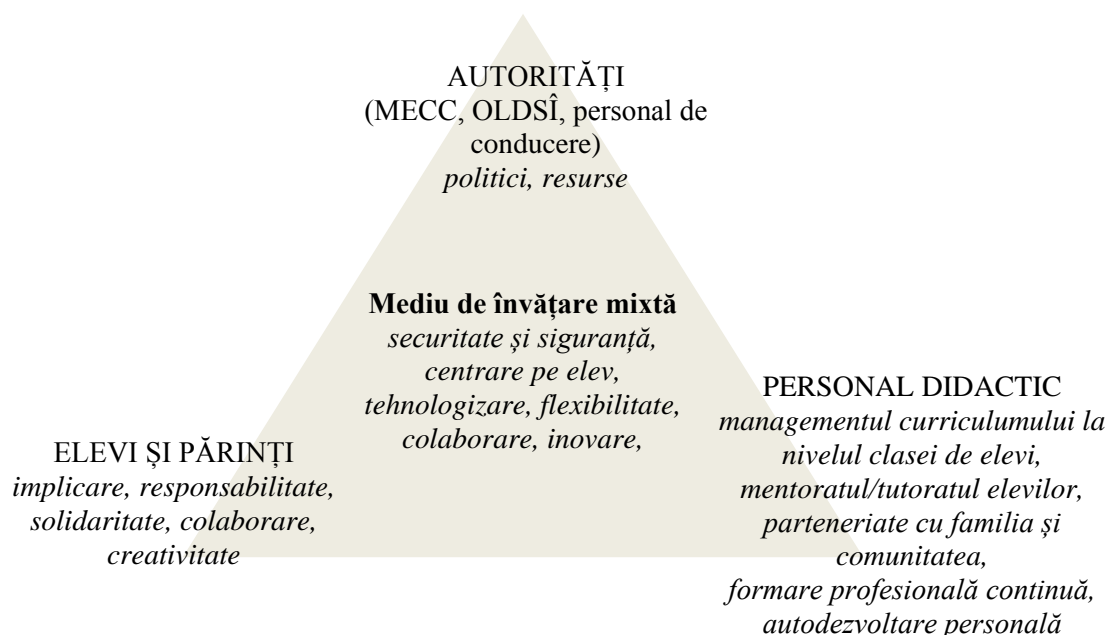 AUTORITĂȚI
(MECC, OLDSÎ, personal de
conducere)
politici, resurse
Mediu de învățare mixtă
securitate și siguranță,
centrare pe elev,
tehnologizare, flexibilitate,
colaborare, inovare,
ELEVI ȘI PĂRINȚI
implicare, responsabilitate,
solidaritate, colaborare,
creativitate
PERSONAL DIDACTIC
managementul curriculumului la
nivelul clasei de elevi,
mentoratul/tutoratul elevilor,
parteneriate cu familia și
comunitatea,
formare profesională continuă,
autodezvoltare personală